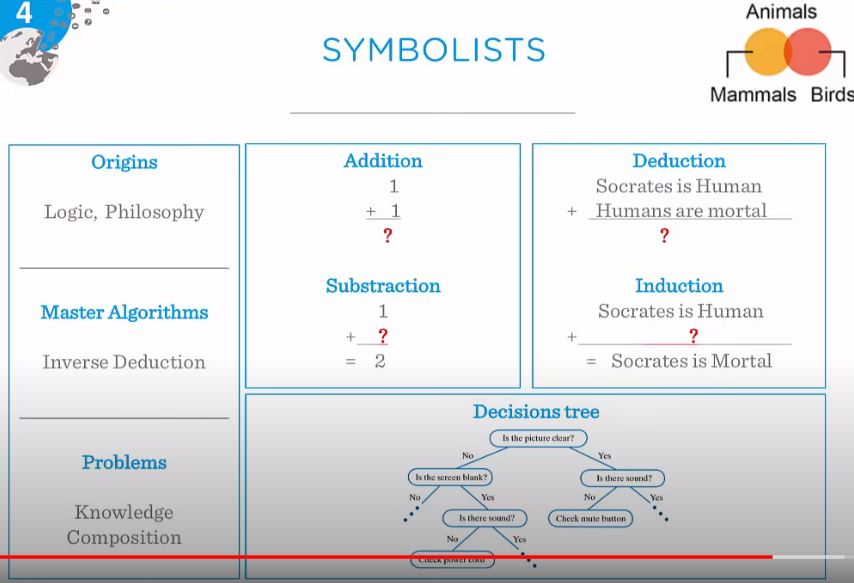 4
SYMBOLISTS
Animals
Mammals Birds
Origins
Logic, Philosophy
Master Algorithms
Inverse Deduction
Problems
Knowledge
Composition
Addition
1
+ 1
?
Substraction
1
+ ?
= 2
Deduction
Socrates is Human
+ Humans are mortal
?
Induction
Socrates is Human
+ ?
= Socrates is Mortal
Decisions tree
Is the picture clear?
No Yes
Is the screen blank? Is there sound?
No Yes No Yes
Is there sound? Check mute button
No Yes
Check power cord